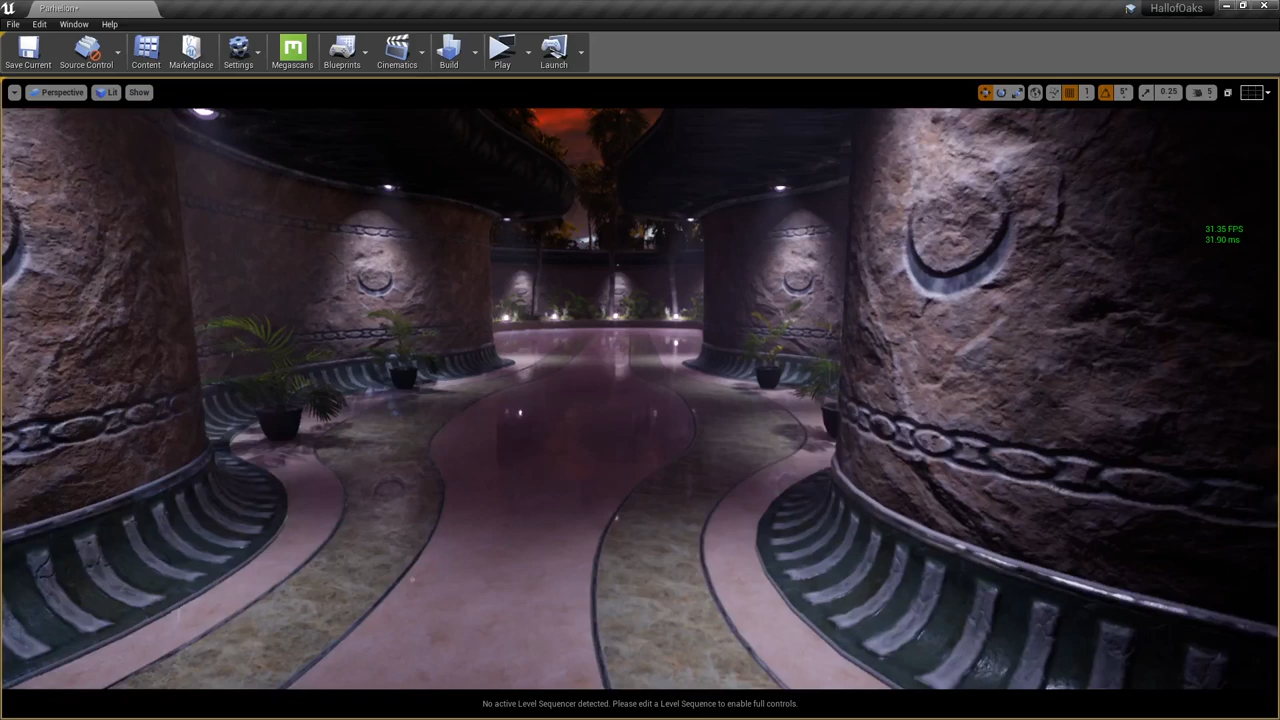 Parhelion*
HallofOaks
File Edit Window Help
Save Current Source Control Content Marketplace Settings Megascans Blueprints Cinematics Build Play Launch
Perspective Lit Show 1 5° 0.25 5
31.35 FPS
31.90 ms
No active Level Sequencer detected. Please edit a Level Sequence to enable full controls.